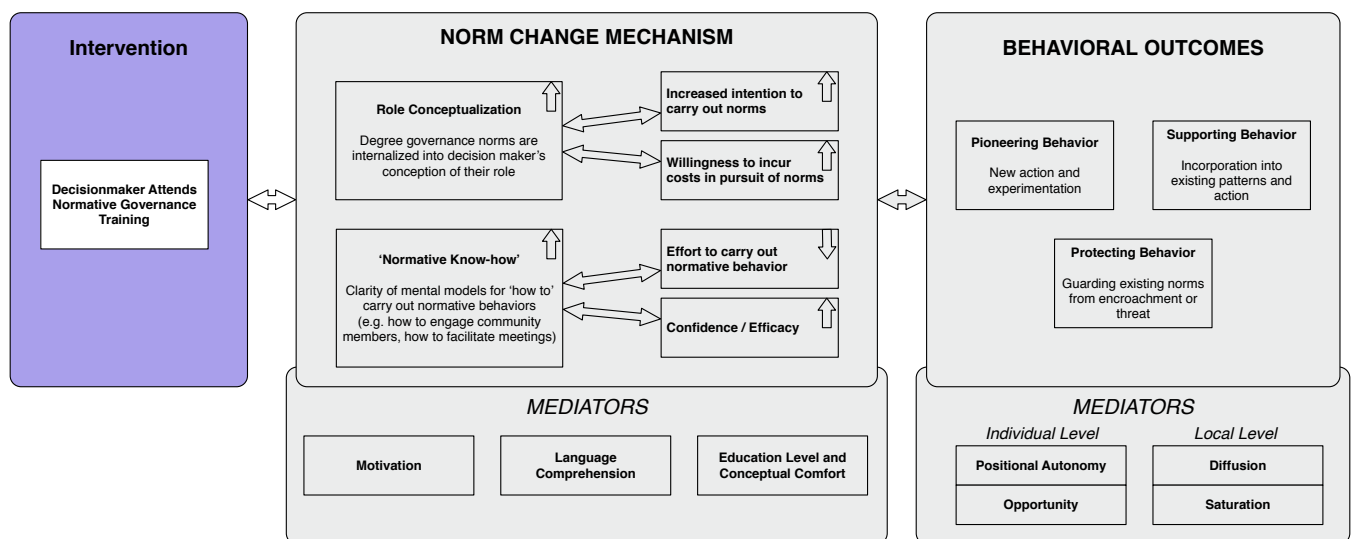 Intervention
Decisionmaker Attends
Normative Governance
Training
NORM CHANGE MECHANISM
Role Conceptualization
Degree governance norms are
internalized into decision maker's
conception of their role
Increased intention to
carry out norms
Willingness to incur
costs in pursuit of norms
'Normative Know-how'
Clarity of mental models for 'how to'
carry out normative behaviors
(e.g. how to engage community
members, how to facilitate meetings)
Effort to carry out
normative behavior
Confidence / Efficacy
MEDIATORS
Motivation
Language
Comprehension
Education Level and
Conceptual Comfort
BEHAVIORAL OUTCOMES
Pioneering Behavior
New action and
experimentation
Supporting Behavior
Incorporation into
existing patterns and
action
Protecting Behavior
Guarding existing norms
from encroachment or
threat
MEDIATORS
Individual Level
Positional Autonomy
Opportunity
Local Level
Diffusion
Saturation